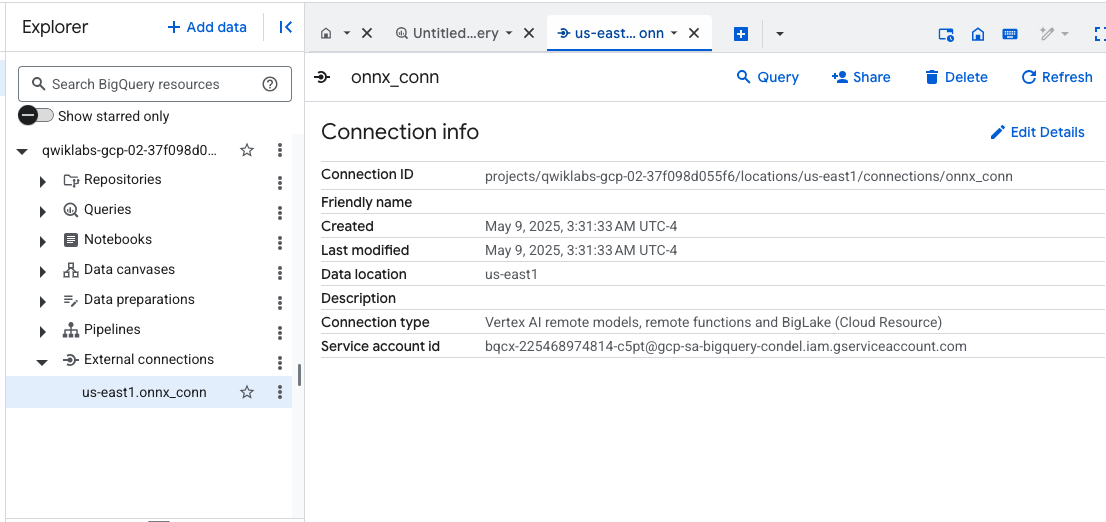 Explorer
+ Add data
Untitled...ery
us-east... onn
Search BigQuery resources
Show starred only
qwiklabs-gcp-02-37f098d0...
Repositories
Queries
Notebooks
Data canvases
Data preparations
Pipelines
External connections
us-east1.onnx_conn
onnx_conn
Query
Share
Delete
Refresh
Connection info
Edit Details
Connection ID projects/qwiklabs-gcp-02-37f098d055f6/locations/us-east1/connections/onnx_conn
Friendly name
Created May 9, 2025, 3:31:33 AM UTC-4
Last modified May 9, 2025, 3:31:33 AM UTC-4
Data location us-east1
Description
Connection type Vertex AI remote models, remote functions and BigLake (Cloud Resource)
Service account id bqcx-225468974814-c5pt@gcp-sa-bigquery-condel.iam.gserviceaccount.com